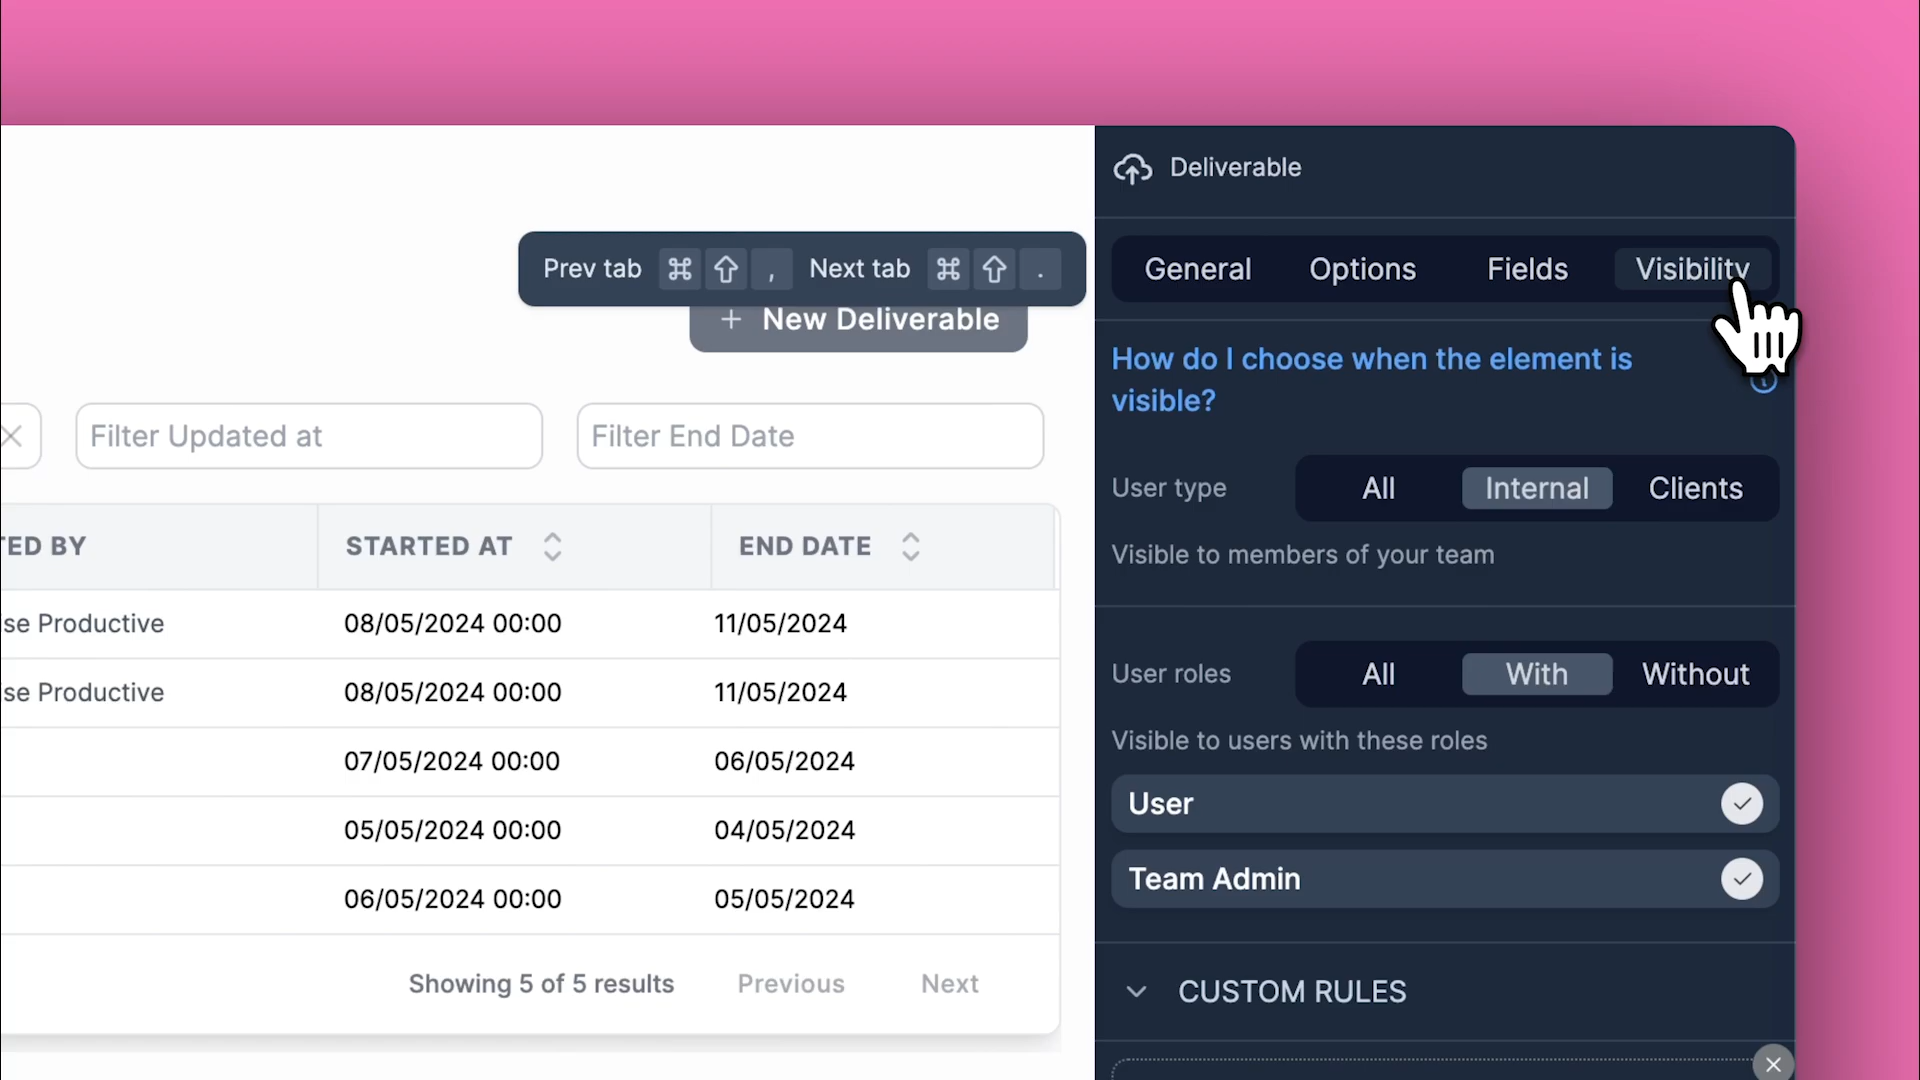 Deliverable
Prev tab ⌘ ⇧ , Next tab ⌘ ⇧ .
General Options Fields Visibility
+ New Deliverable
How do I choose when the element is
visible?
Filter Updated at Filter End Date
User type All Internal Clients
Visible to members of your team
TED BY STARTED AT END DATE
se Productive 08/05/2024 00:00 11/05/2024
se Productive 08/05/2024 00:00 11/05/2024
07/05/2024 00:00 06/05/2024
05/05/2024 00:00 04/05/2024
06/05/2024 00:00 05/05/2024
Showing 5 of 5 results Previous Next
User roles All With Without
Visible to users with these roles
User
Team Admin
CUSTOM RULES